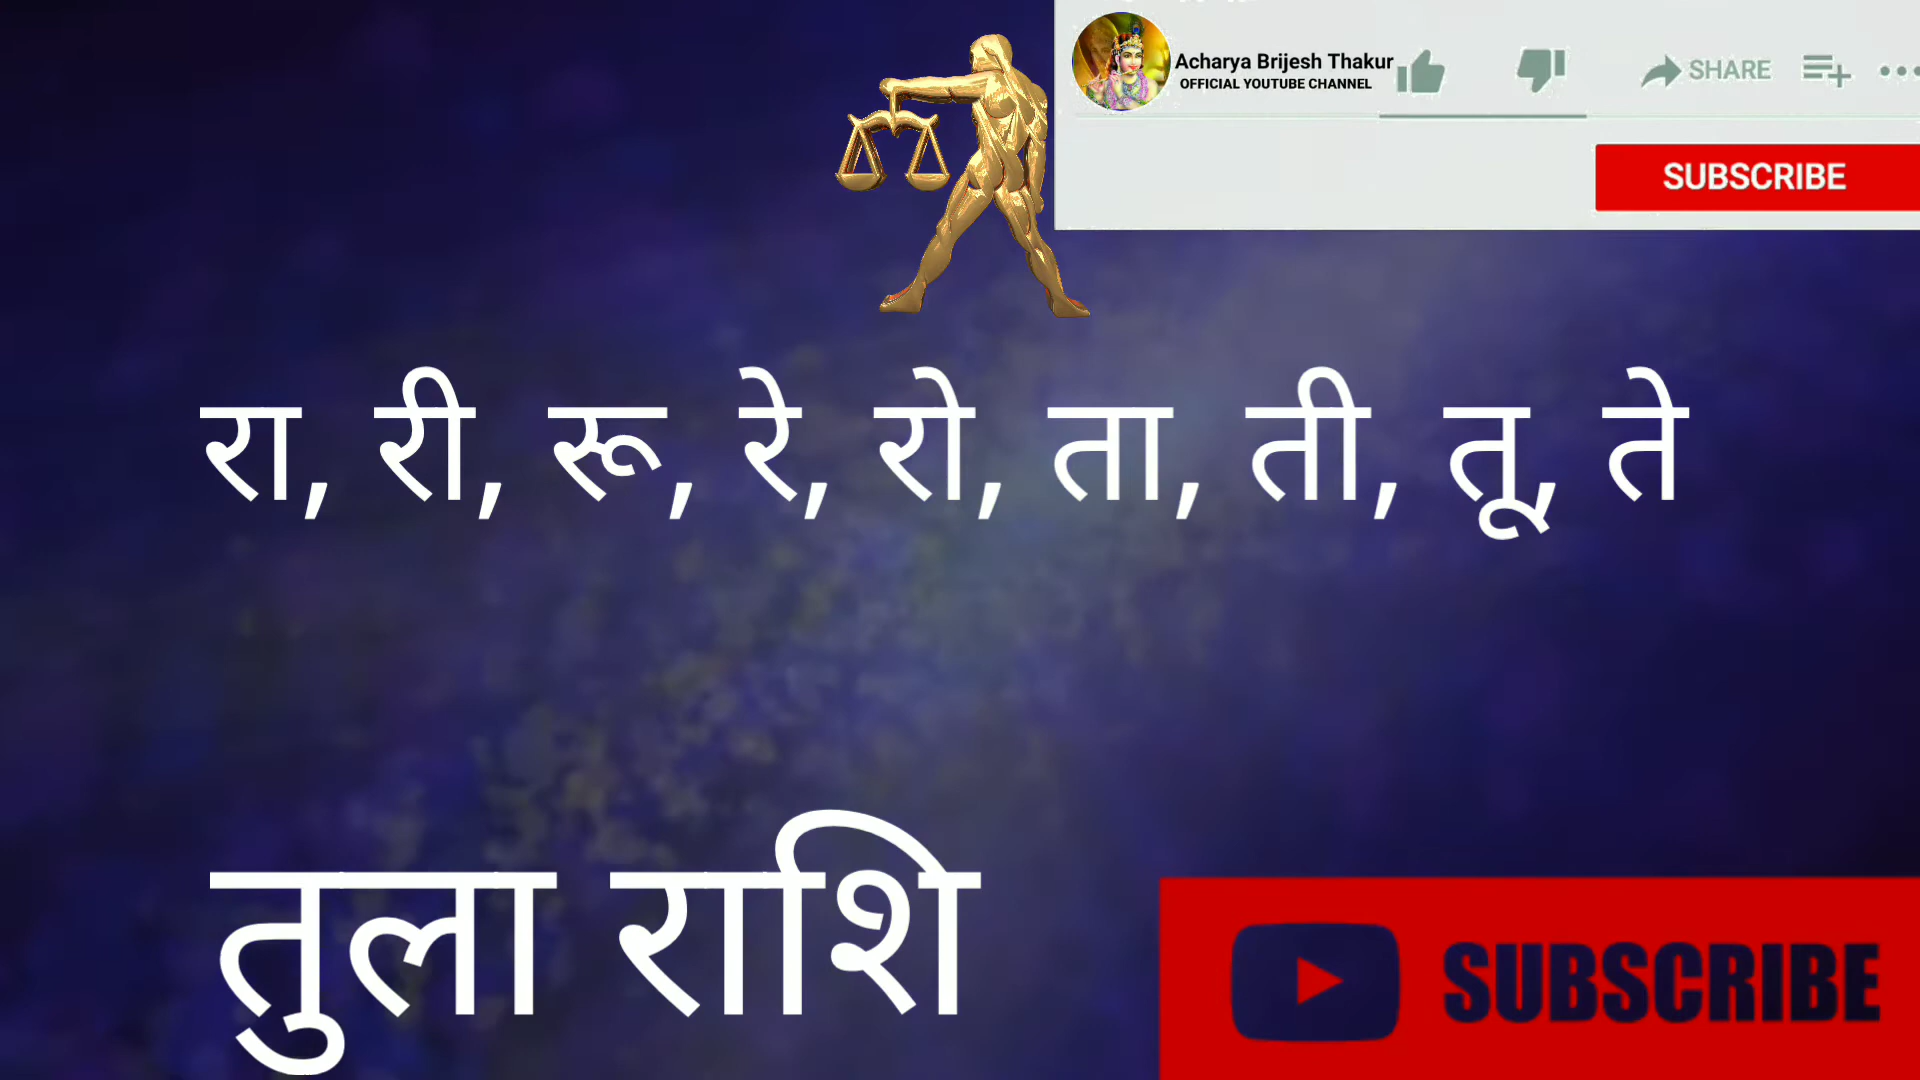 Acharya Brijesh Thakur
OFFICIAL YOUTUBE CHANNEL
SHARE
SUBSCRIBE
रा, री, रू, रे, रो, ता, ती, तू, ते
तुला राशि
SUBSCRIBE